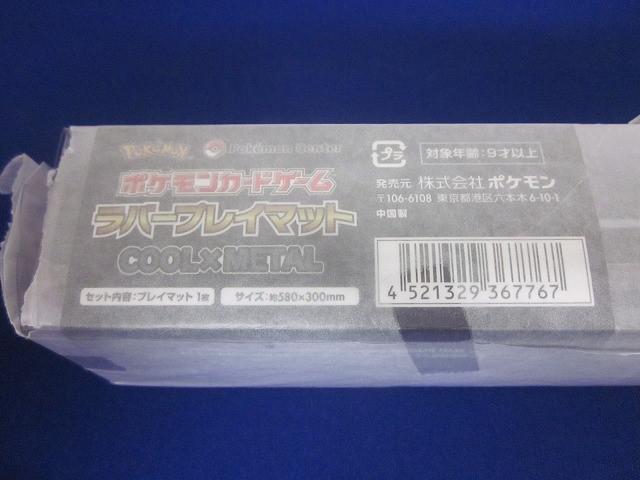 Pokémon Pokémon Center
ポケモンカードゲーム
ラバープレイマット
COOL×METAL
セット内容:プレイマット 1枚 サイズ:約580×300mm
プラ 対象年齢:9才以上
発売元 株式会社ポケモン
〒106-6108 東京都港区六本木6-10-1
中国製
4 521329 367767